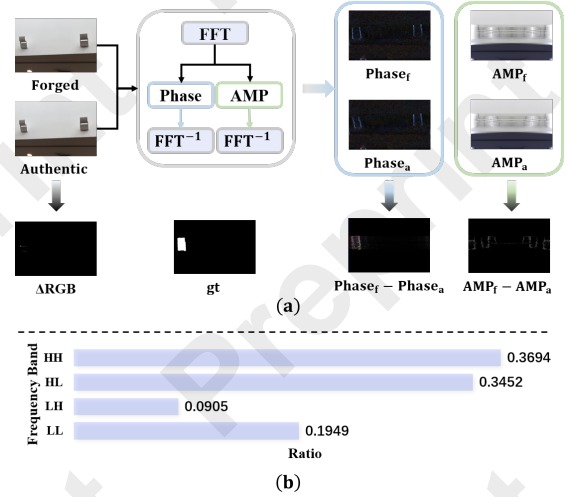 (a)
FFT
Phase AMP
FFT⁻¹ FFT⁻¹
Forged
Authentic
Phase_f
AMP_f
Phase_a
AMP_a
ΔRGB
gt
Phase_f − Phase_a
AMP_f − AMP_a
(a)
Frequency Band
HH 0.3694
HL 0.3452
LH 0.0905
LL 0.1949
Ratio
(b)
Preprint